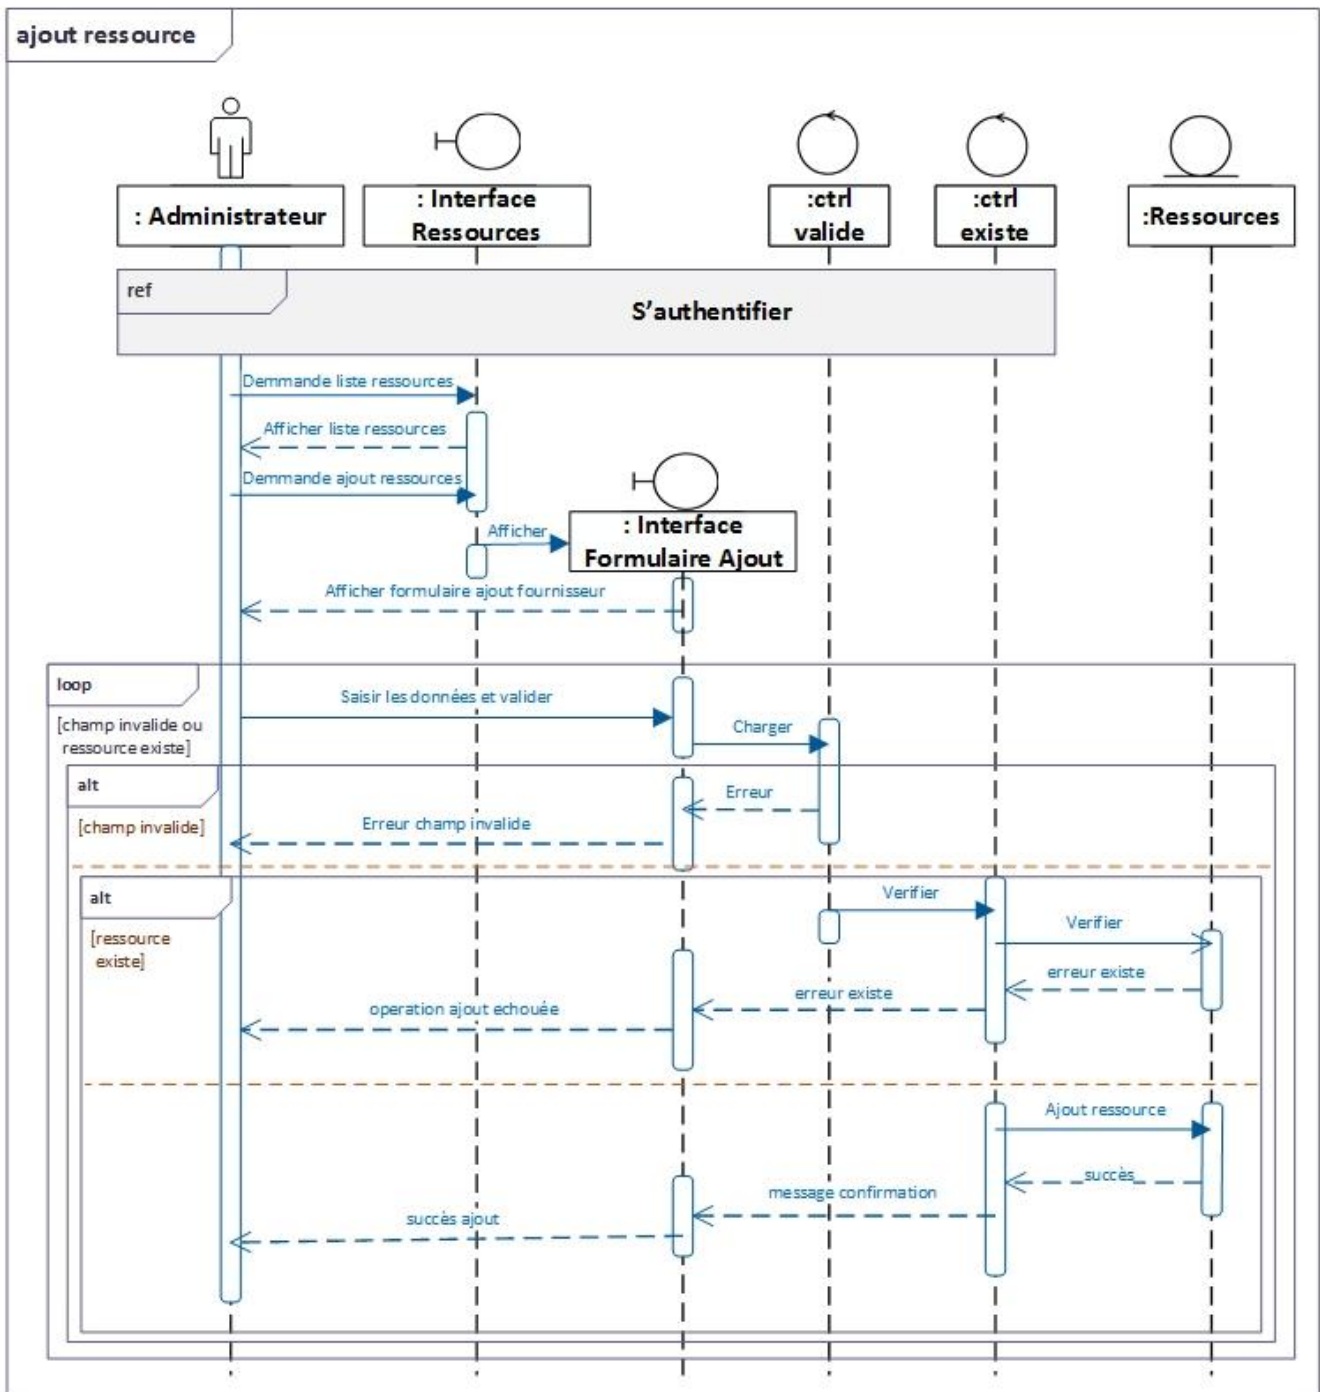 ajout ressource
: Administrateur
: Interface
Ressources
:ctrl
valide
:ctrl
existe
:Ressources
ref
S'authentifier
Demmande liste ressources
Afficher liste ressources
Demmande ajout ressources
Afficher
: Interface
Formulaire Ajout
Afficher formulaire ajout fournisseur
loop
[champ invalide ou
ressource existe]
Saisir les données et valider
Charger
alt
[champ invalide]
Erreur
Erreur champ invalide
alt
[ressource
existe]
Verifier
Verifier
erreur existe
erreur existe
operation ajout echouée
Ajout ressource
succès
message confirmation
succès ajout